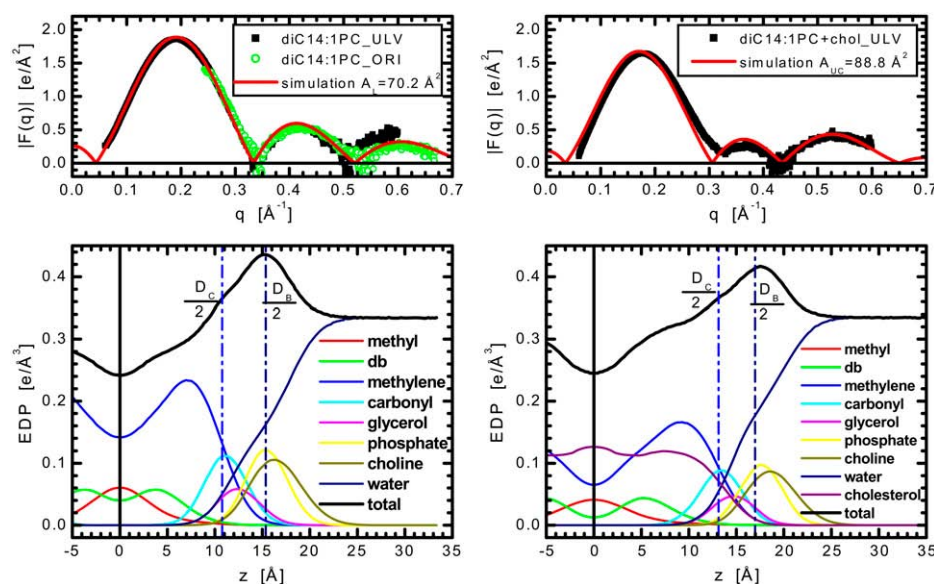 2.0
1.5
1.0
0.5
0.0
|F(q)| [e/Å²]
diC14:1PC_ULV
diC14:1PC_ORI
simulation A_L=70.2 Å²
0.0 0.1 0.2 0.3 0.4 0.5 0.6 0.7
q [Å⁻¹]
2.0
1.5
1.0
0.5
0.0
|F(q)| [e/Å²]
diC14:1PC+chol_ULV
simulation A_UC=88.8 Å²
0.0 0.1 0.2 0.3 0.4 0.5 0.6 0.7
q [Å⁻¹]
0.4
0.3
0.2
0.1
0.0
EDP [e/Å³]
D_C
2
D_B
2
methyl
db
methylene
carbonyl
glycerol
phosphate
choline
water
total
-5 0 5 10 15 20 25 30 35
z [Å]
0.4
0.3
0.2
0.1
0.0
EDP [e/Å³]
D_C
2
D_B
2
methyl
db
methylene
carbonyl
glycerol
phosphate
choline
water
cholesterol
total
-5 0 5 10 15 20 25 30 35
z [Å]